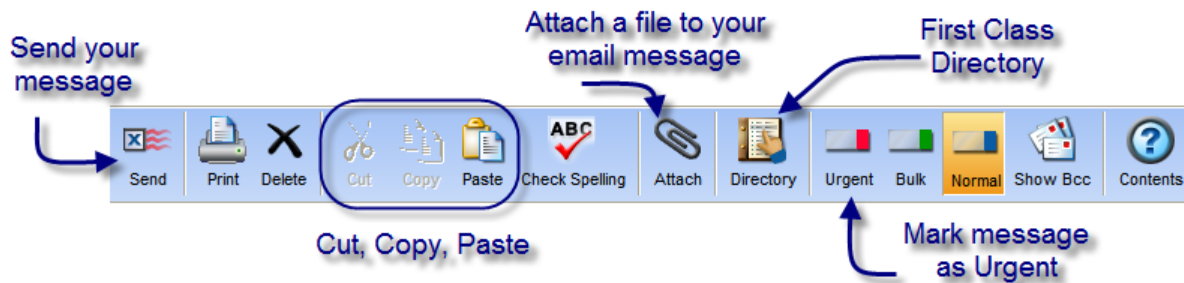 Send your
message
Attach a file to your
email message
First Class
Directory
ABC
Send Print Delete Cut Copy Paste Check Spelling Attach Directory Urgent Bulk Normal Show Bcc Contents
Cut, Copy, Paste
Mark message
as Urgent